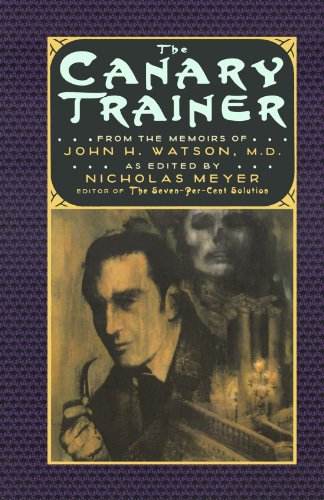 The
CANARY
TRAINER
...FROM THE MEMOIRS OF...
JOHN H. WATSON, M.D.
...AS EDITED BY...
NICHOLAS MEYER
EDITOR OF The Seven-Per-Cent Solution